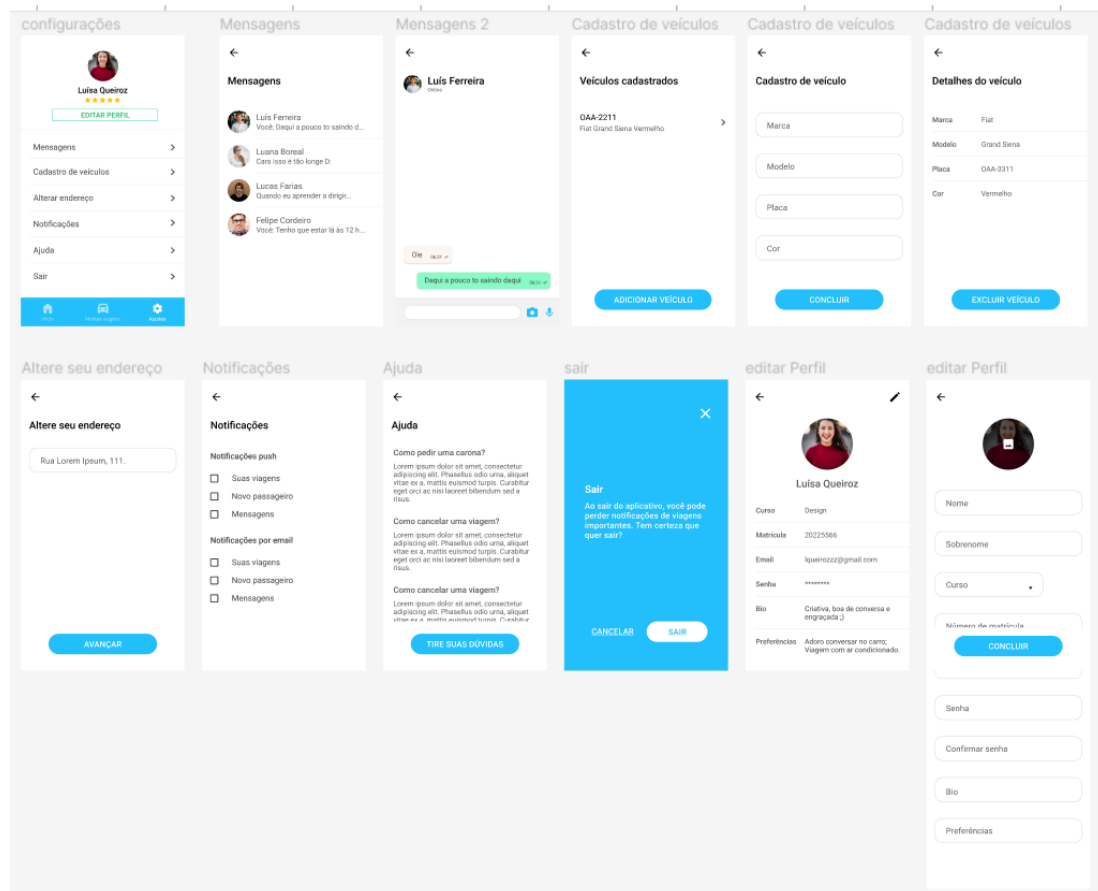 configurações
Luísa Queiroz
EDITAR PERFIL
Mensagens
Cadastro de veículos
Alterar endereço
Notificações
Ajuda
Sair
Início
Minhas viagens
Ajustes
Mensagens
Mensagens
Luís Ferreira
Você: Daqui a pouco to saindo d...
Luana Boreal
Cara isso é tão longe D:
Lucas Farias
Quando eu aprender a dirigir...
Felipe Cordeiro
Você: Tenho que estar lá às 12 h...
Mensagens 2
Luís Ferreira
Online
Ole
Daqui a pouco to saindo daqui
Cadastro de veículos
Veículos cadastrados
OAA-2211
Fiat Grand Siena Vermelho
ADICIONAR VEÍCULO
Cadastro de veículos
Cadastro de veículo
Marca
Modelo
Placa
Cor
CONCLUIR
Cadastro de veículos
Detalhes do veículo
Marca Fiat
Modelo Grand Siena
Placa OAA-3311
Cor Vermelho
EXCLUIR VEÍCULO
Altere seu endereço
Altere seu endereço
Rua Lorem Ipsum, 111.
AVANÇAR
Notificações
Notificações
Notificações push
Suas viagens
Novo passageiro
Mensagens
Notificações por email
Suas viagens
Novo passageiro
Mensagens
Ajuda
Ajuda
Como pedir uma carona?
Lorem ipsum dolor sit amet, consectetur
adipiscing elit. Phasellus odio urna, aliquet
vitae ex a, mattis euismod turpis. Curabitur
eget orci ac nisi laoreet bibendum sed a
risus.
Como cancelar uma viagem?
Lorem ipsum dolor sit amet, consectetur
adipiscing elit. Phasellus odio urna, aliquet
vitae ex a, mattis euismod turpis. Curabitur
eget orci ac nisi laoreet bibendum sed a
risus.
Como cancelar uma viagem?
Lorem ipsum dolor sit amet, consectetur
adipiscing elit. Phasellus odio urna, aliquet
vitae ex a, mattis euismod turpis. Curabitur
TIRE SUAS DÚVIDAS
sair
Sair
Ao sair do aplicativo, você pode
perder notificações de viagens
importantes. Tem certeza que
quer sair?
CANCELAR
SAIR
editar Perfil
Luísa Queiroz
Curso Design
Matrícula 20225566
Email lqueirozzz@gmail.com
Senha ********
Bio Criativa, boa de conversa e
engraçada ;)
Preferências Adoro conversar no carro;
Viagem com ar condicionado.
editar Perfil
Nome
Sobrenome
Curso
Número de matrícula
CONCLUIR
Senha
Confirmar senha
Bio
Preferências